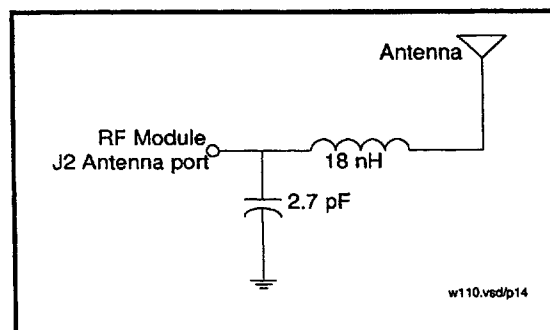 Antenna
RF Module
J2 Antenna port
18 nH
2.7 pF
w110.vsd/p14